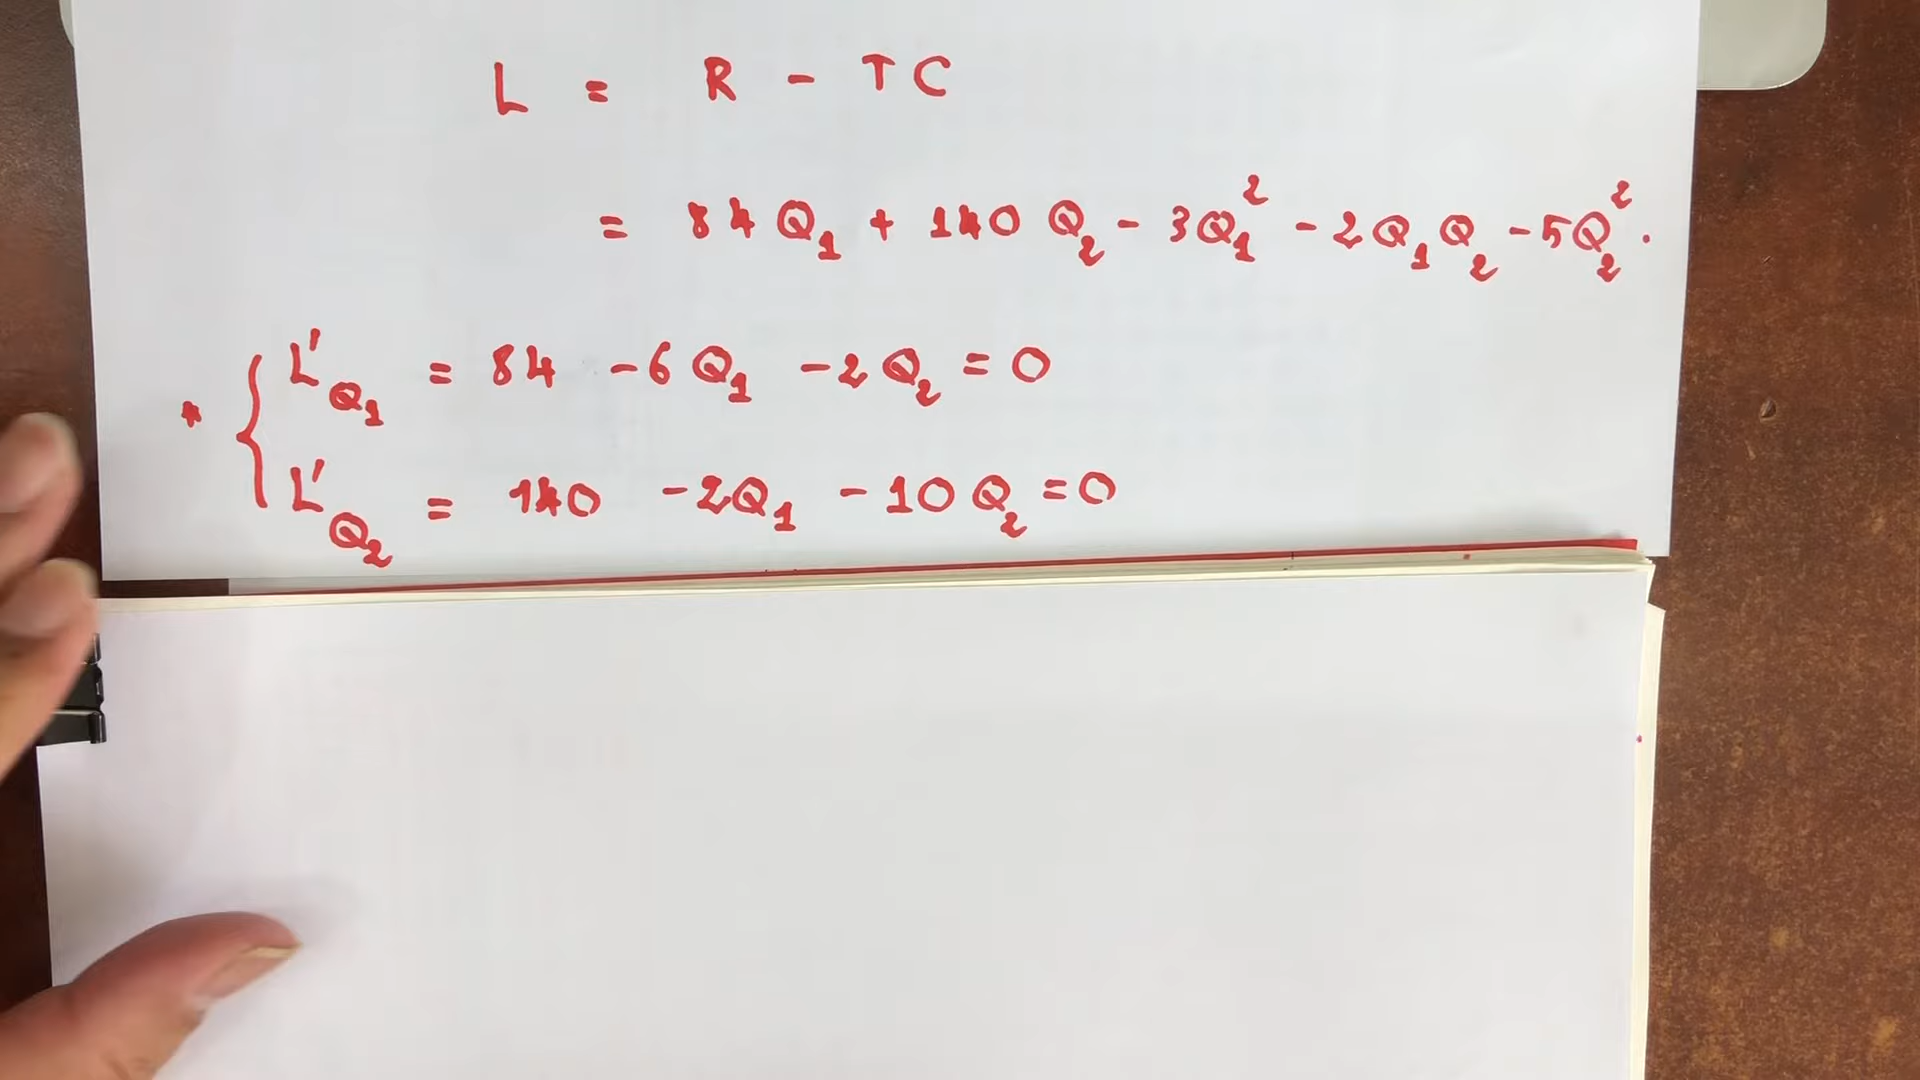 L = R - TC
= 84Q₁ + 140Q₂ - 3Q₁² - 2Q₁Q₂ - 5Q₂².
L'Q₁ = 84 - 6Q₁ - 2Q₂ = 0
* {
L'Q₂ = 140 - 2Q₁ - 10Q₂ = 0